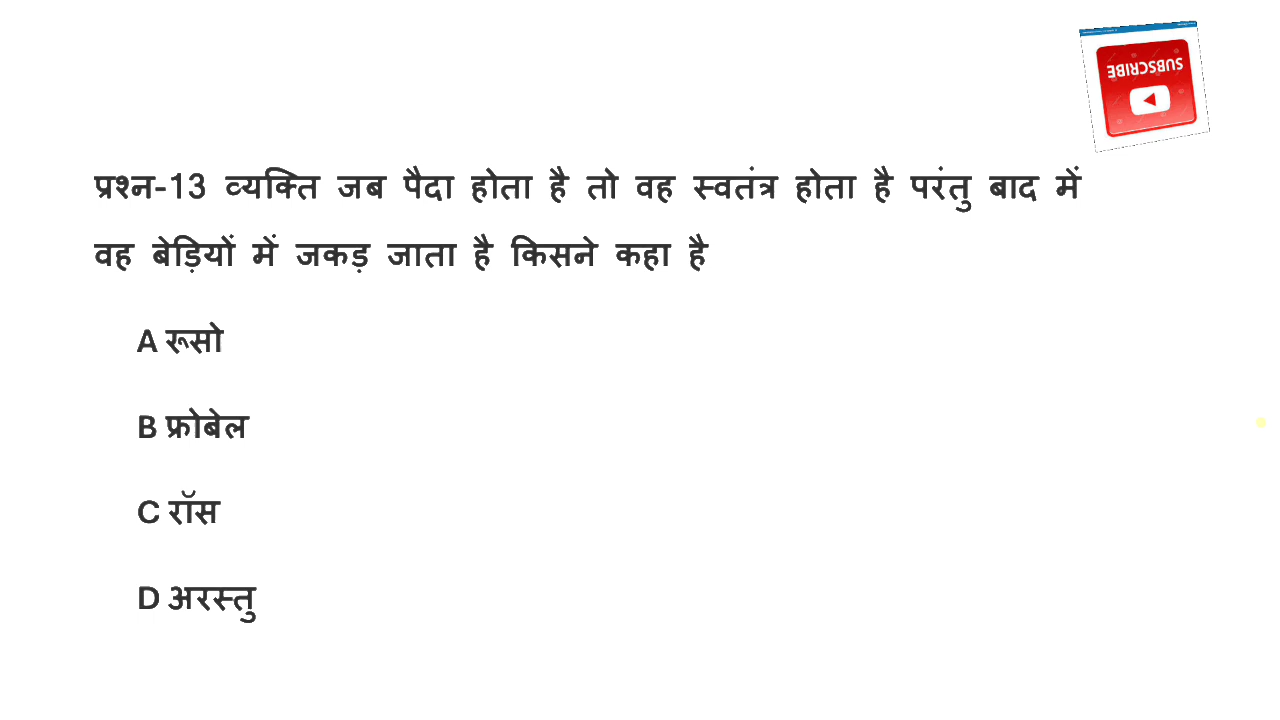 SUBSCRIBE
प्रश्न-13 व्यक्ति जब पैदा होता है तो वह स्वतंत्र होता है परंतु बाद में
वह बेड़ियों में जकड़ जाता है किसने कहा है
A रूसो
B फ्रोबेल
C रॉस
D अरस्तु